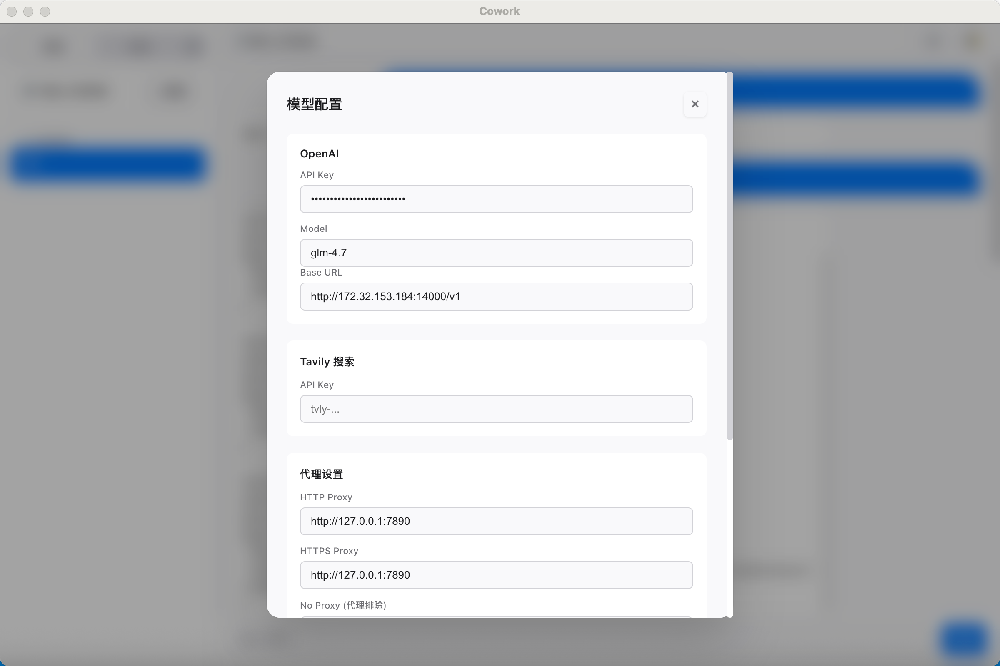 Cowork
模型配置
×
OpenAI
API Key
•••••••••••••••••••••••••
Model
glm-4.7
Base URL
http://172.32.153.184:14000/v1
Tavily 搜索
API Key
tvly-...
代理设置
HTTP Proxy
http://127.0.0.1:7890
HTTPS Proxy
http://127.0.0.1:7890
No Proxy (代理排除)